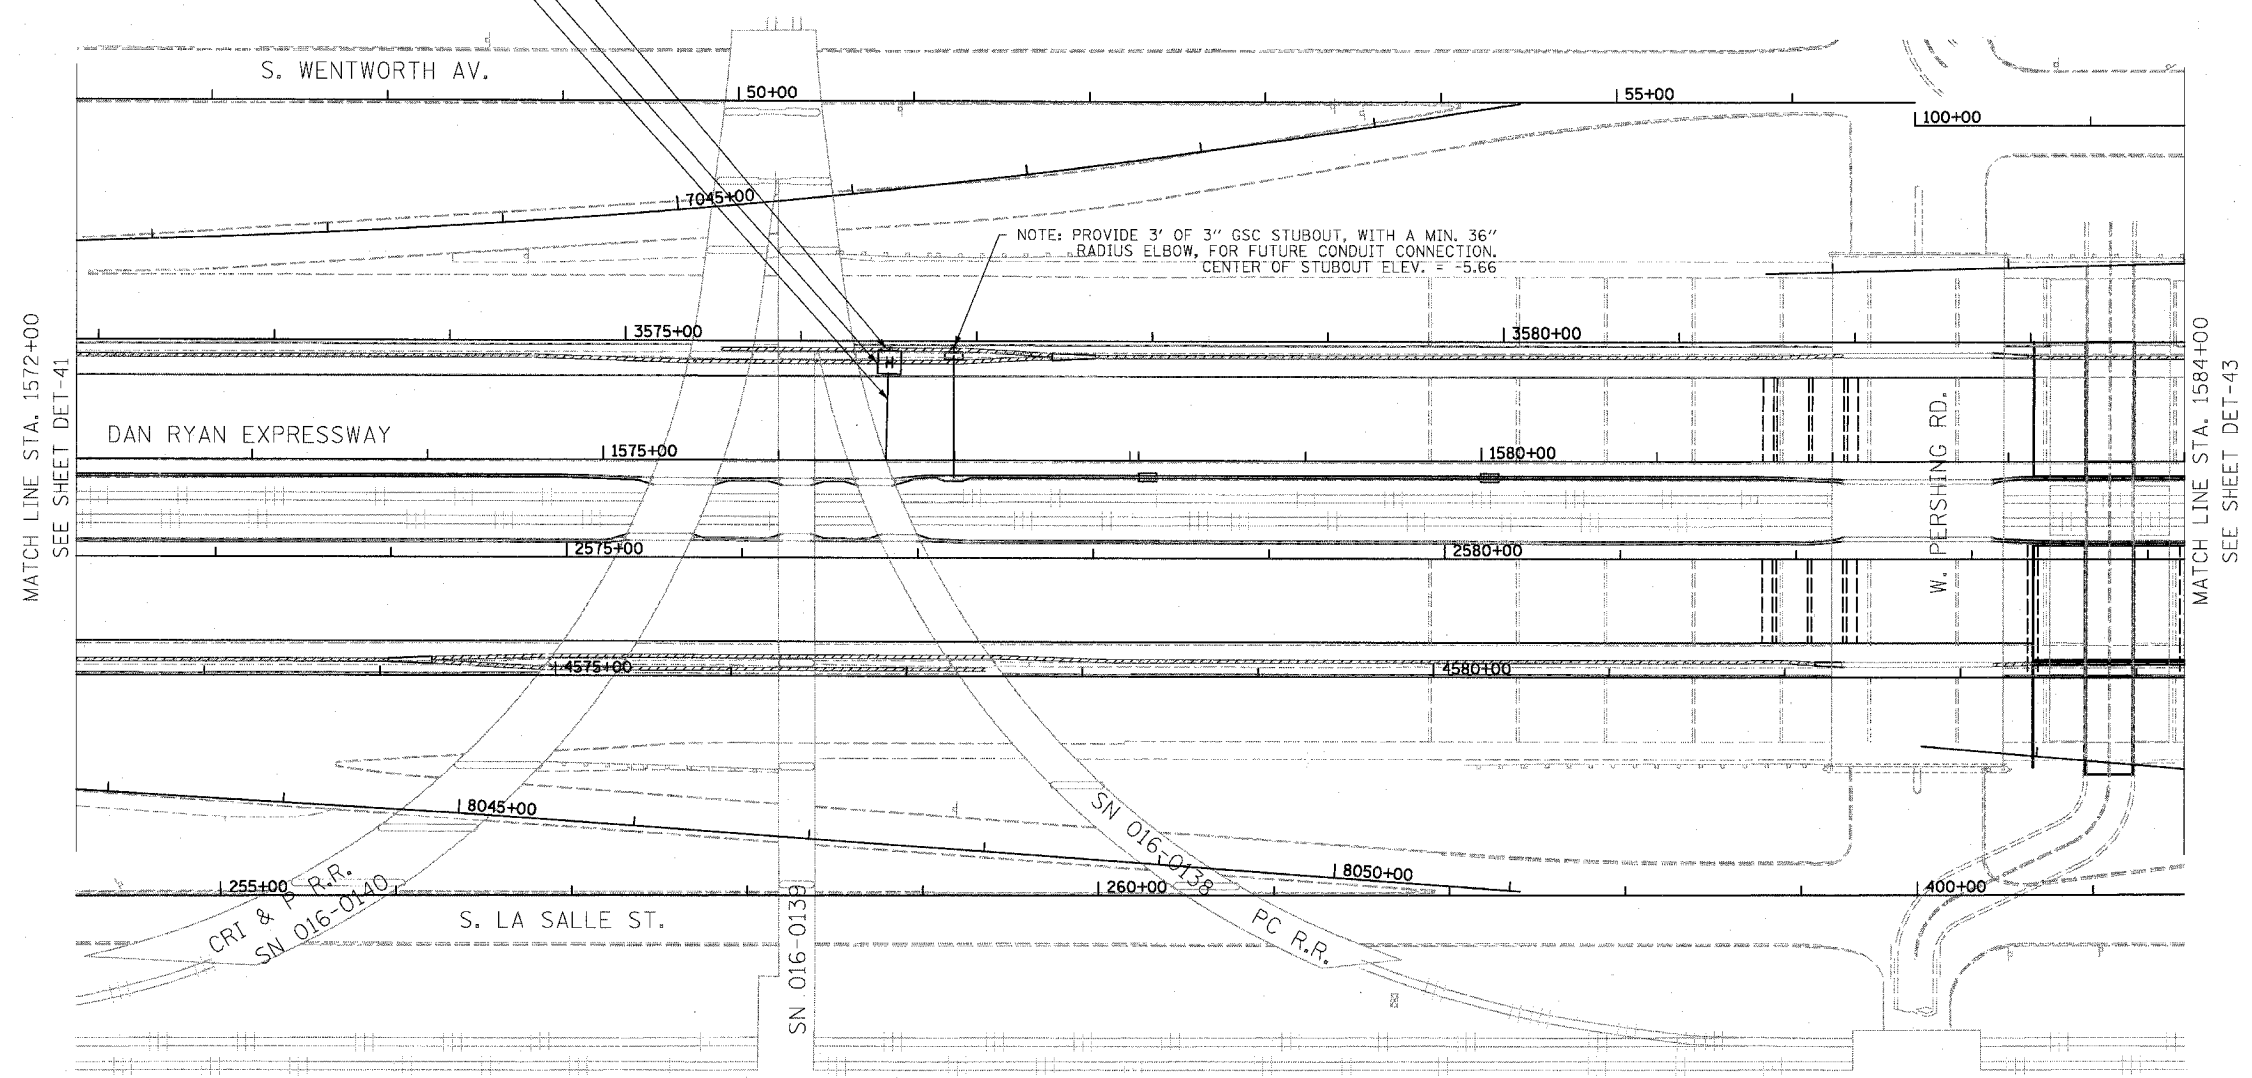 S. WENTWORTH AV.
50+00
55+00
100+00
7045+00
NOTE: PROVIDE 3' OF 3" GSC STUBOUT, WITH A MIN. 36"
RADIUS ELBOW, FOR FUTURE CONDUIT CONNECTION.
CENTER OF STUBOUT ELEV. = -5.66
3575+00
3580+00
H
MATCH LINE STA. 1572+00
SEE SHEET DET-41
DAN RYAN EXPRESSWAY
1575+00
1580+00
W. PERSHING RD.
MATCH LINE STA. 1584+00
SEE SHEET DET-43
2575+00
2580+00
4575+00
4580+00
8045+00
SN 016-0138
8050+00
255+00
260+00
400+00
CRI & P R.R.
SN 016-0140
S. LA SALLE ST.
SN 016-0139
PC R.R.